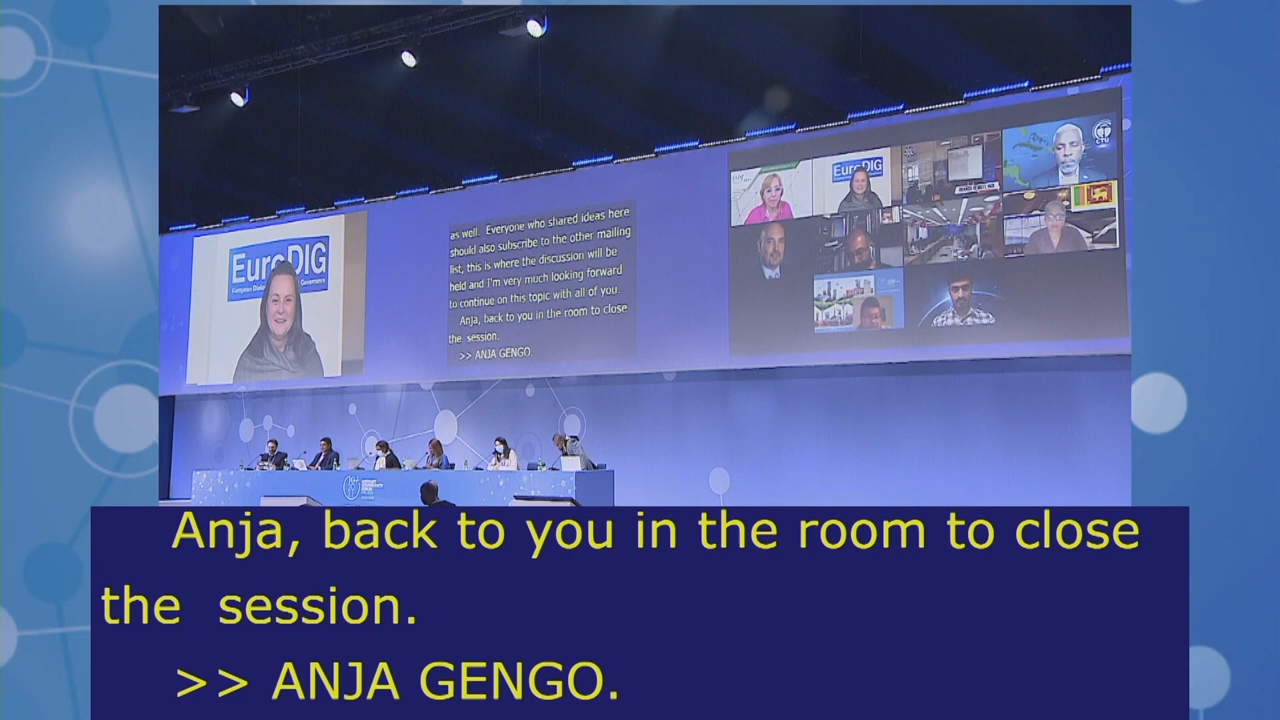 EuroDIG
as well. Everyone who shared ideas here
should also subscribe to the other mailing
list, this is where the discussion will be
held and I'm very much looking forward
to continue on this topic with all of you.
Anja, back to you in the room to close
the session.
>> ANJA GENGO.
EuroDIG
CTU
Anja, back to you in the room to close
the session.
>> ANJA GENGO.